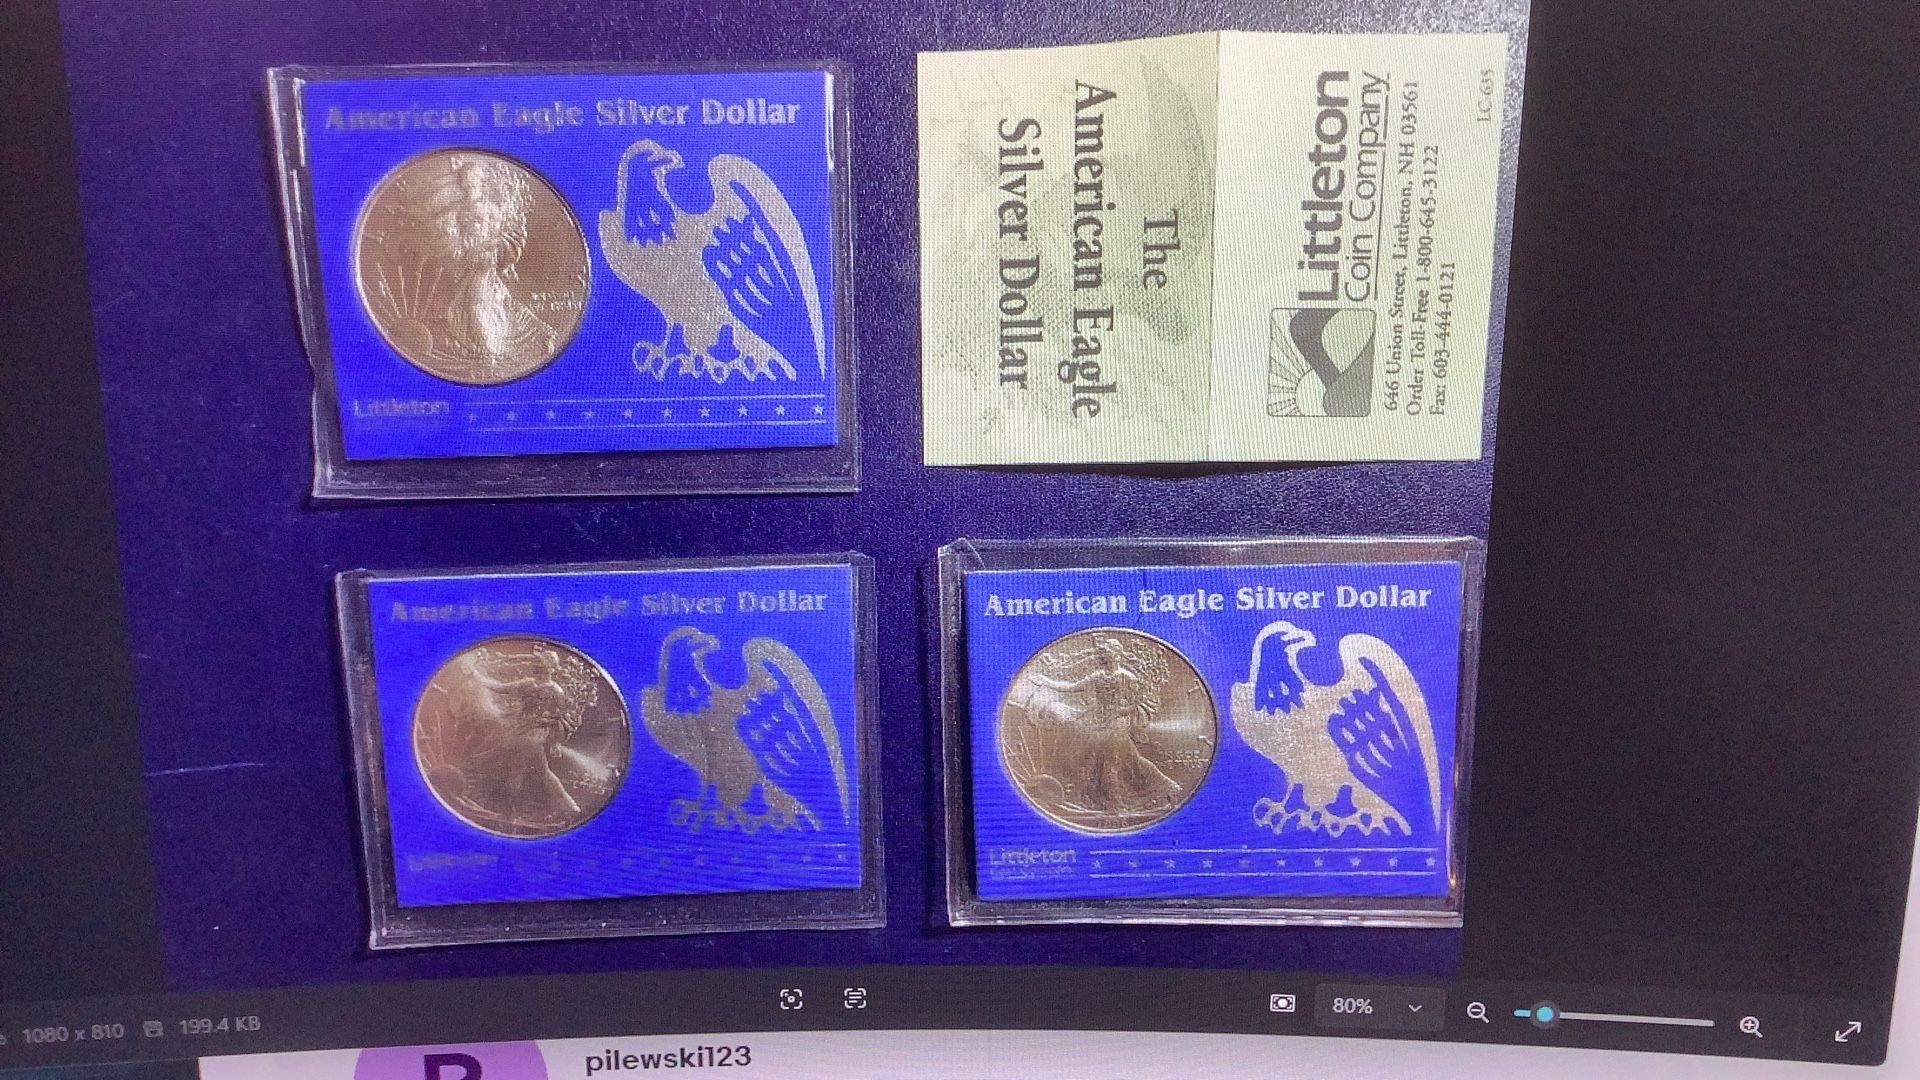 American Eagle Silver Dollar
Littleton
The
American Eagle
Silver Dollar
Littleton
Coin Company
646 Union Street, Littleton, NH 03561
Order Toll-Free 1-800-645-3122
Fax: 603-444-0121
LC-635
American Eagle Silver Dollar
Littleton
American Eagle Silver Dollar
Littleton
1080 x 810
199.4 KB
80%
P
pilewski123